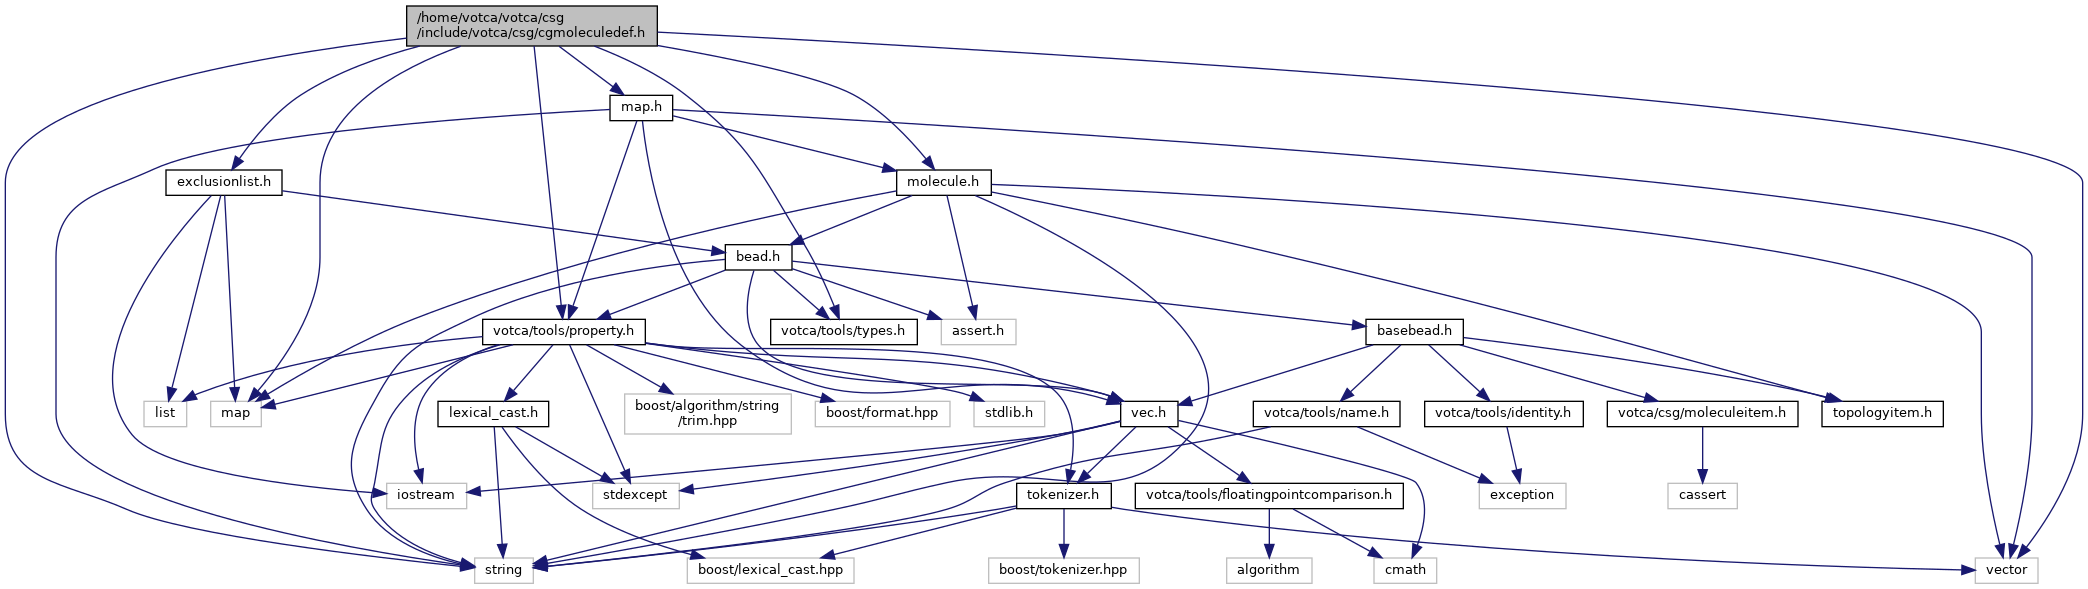 /home/votca/votca/csg
/include/votca/csg/cgmoleculedef.h
map.h
exclusionlist.h
molecule.h
bead.h
votca/tools/property.h
votca/tools/types.h
assert.h
basebead.h
list
map
lexical_cast.h
boost/algorithm/string
/trim.hpp
boost/format.hpp
stdlib.h
vec.h
votca/tools/name.h
votca/tools/identity.h
votca/csg/moleculeitem.h
topologyitem.h
iostream
stdexcept
tokenizer.h
votca/tools/floatingpointcomparison.h
exception
cassert
string
boost/lexical_cast.hpp
boost/tokenizer.hpp
algorithm
cmath
vector